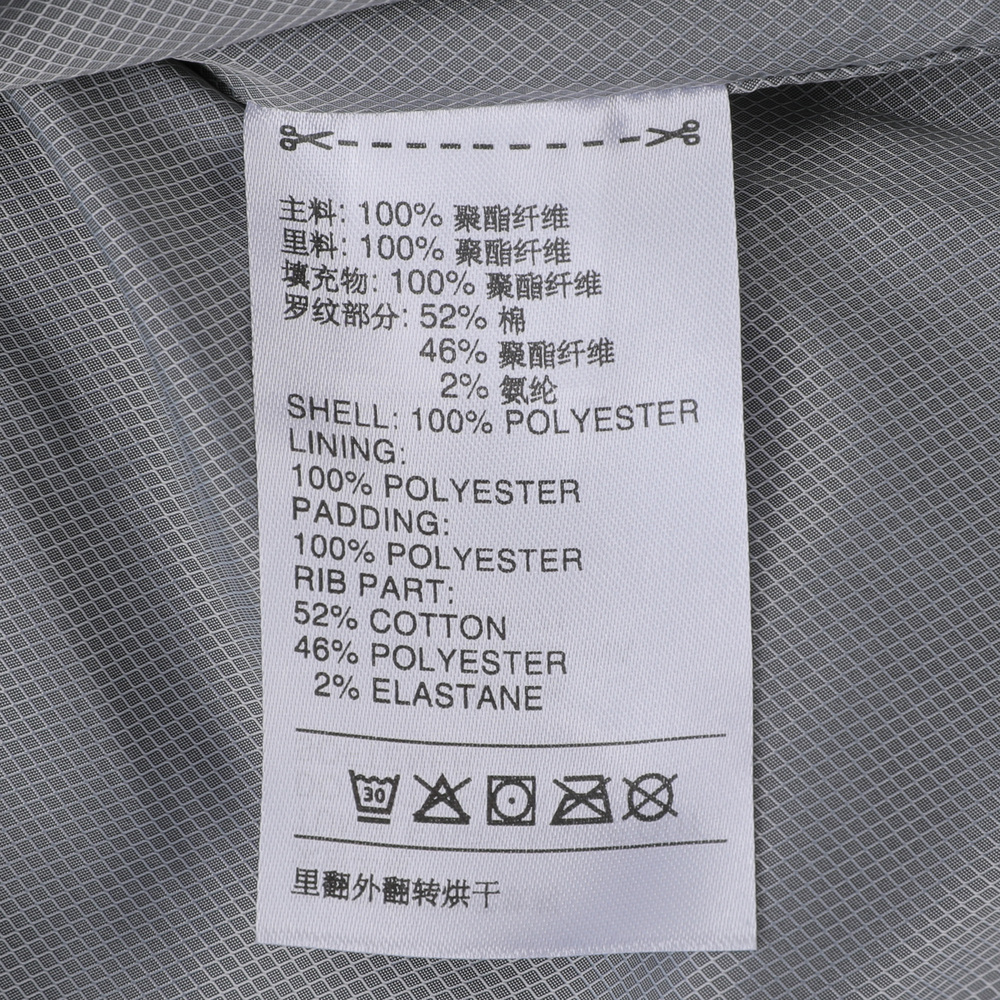 主料: 100% 聚酯纤维
里料: 100% 聚酯纤维
填充物: 100% 聚酯纤维
罗纹部分: 52% 棉
46% 聚酯纤维
2% 氨纶
SHELL: 100% POLYESTER
LINING:
100% POLYESTER
PADDING:
100% POLYESTER
RIB PART:
52% COTTON
46% POLYESTER
2% ELASTANE
30
里翻外翻转烘干